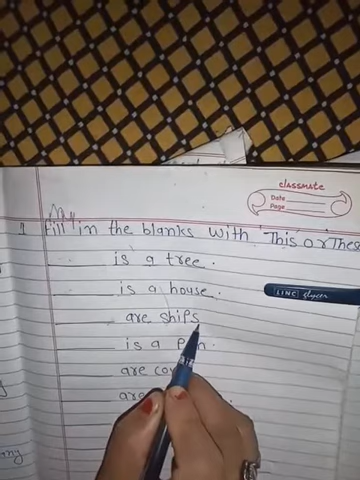 classmate
Date
Page
1 fill in the blanks with 'This or These
is a tree.
is a house.
are ships
is a
are
are
LINC glycer